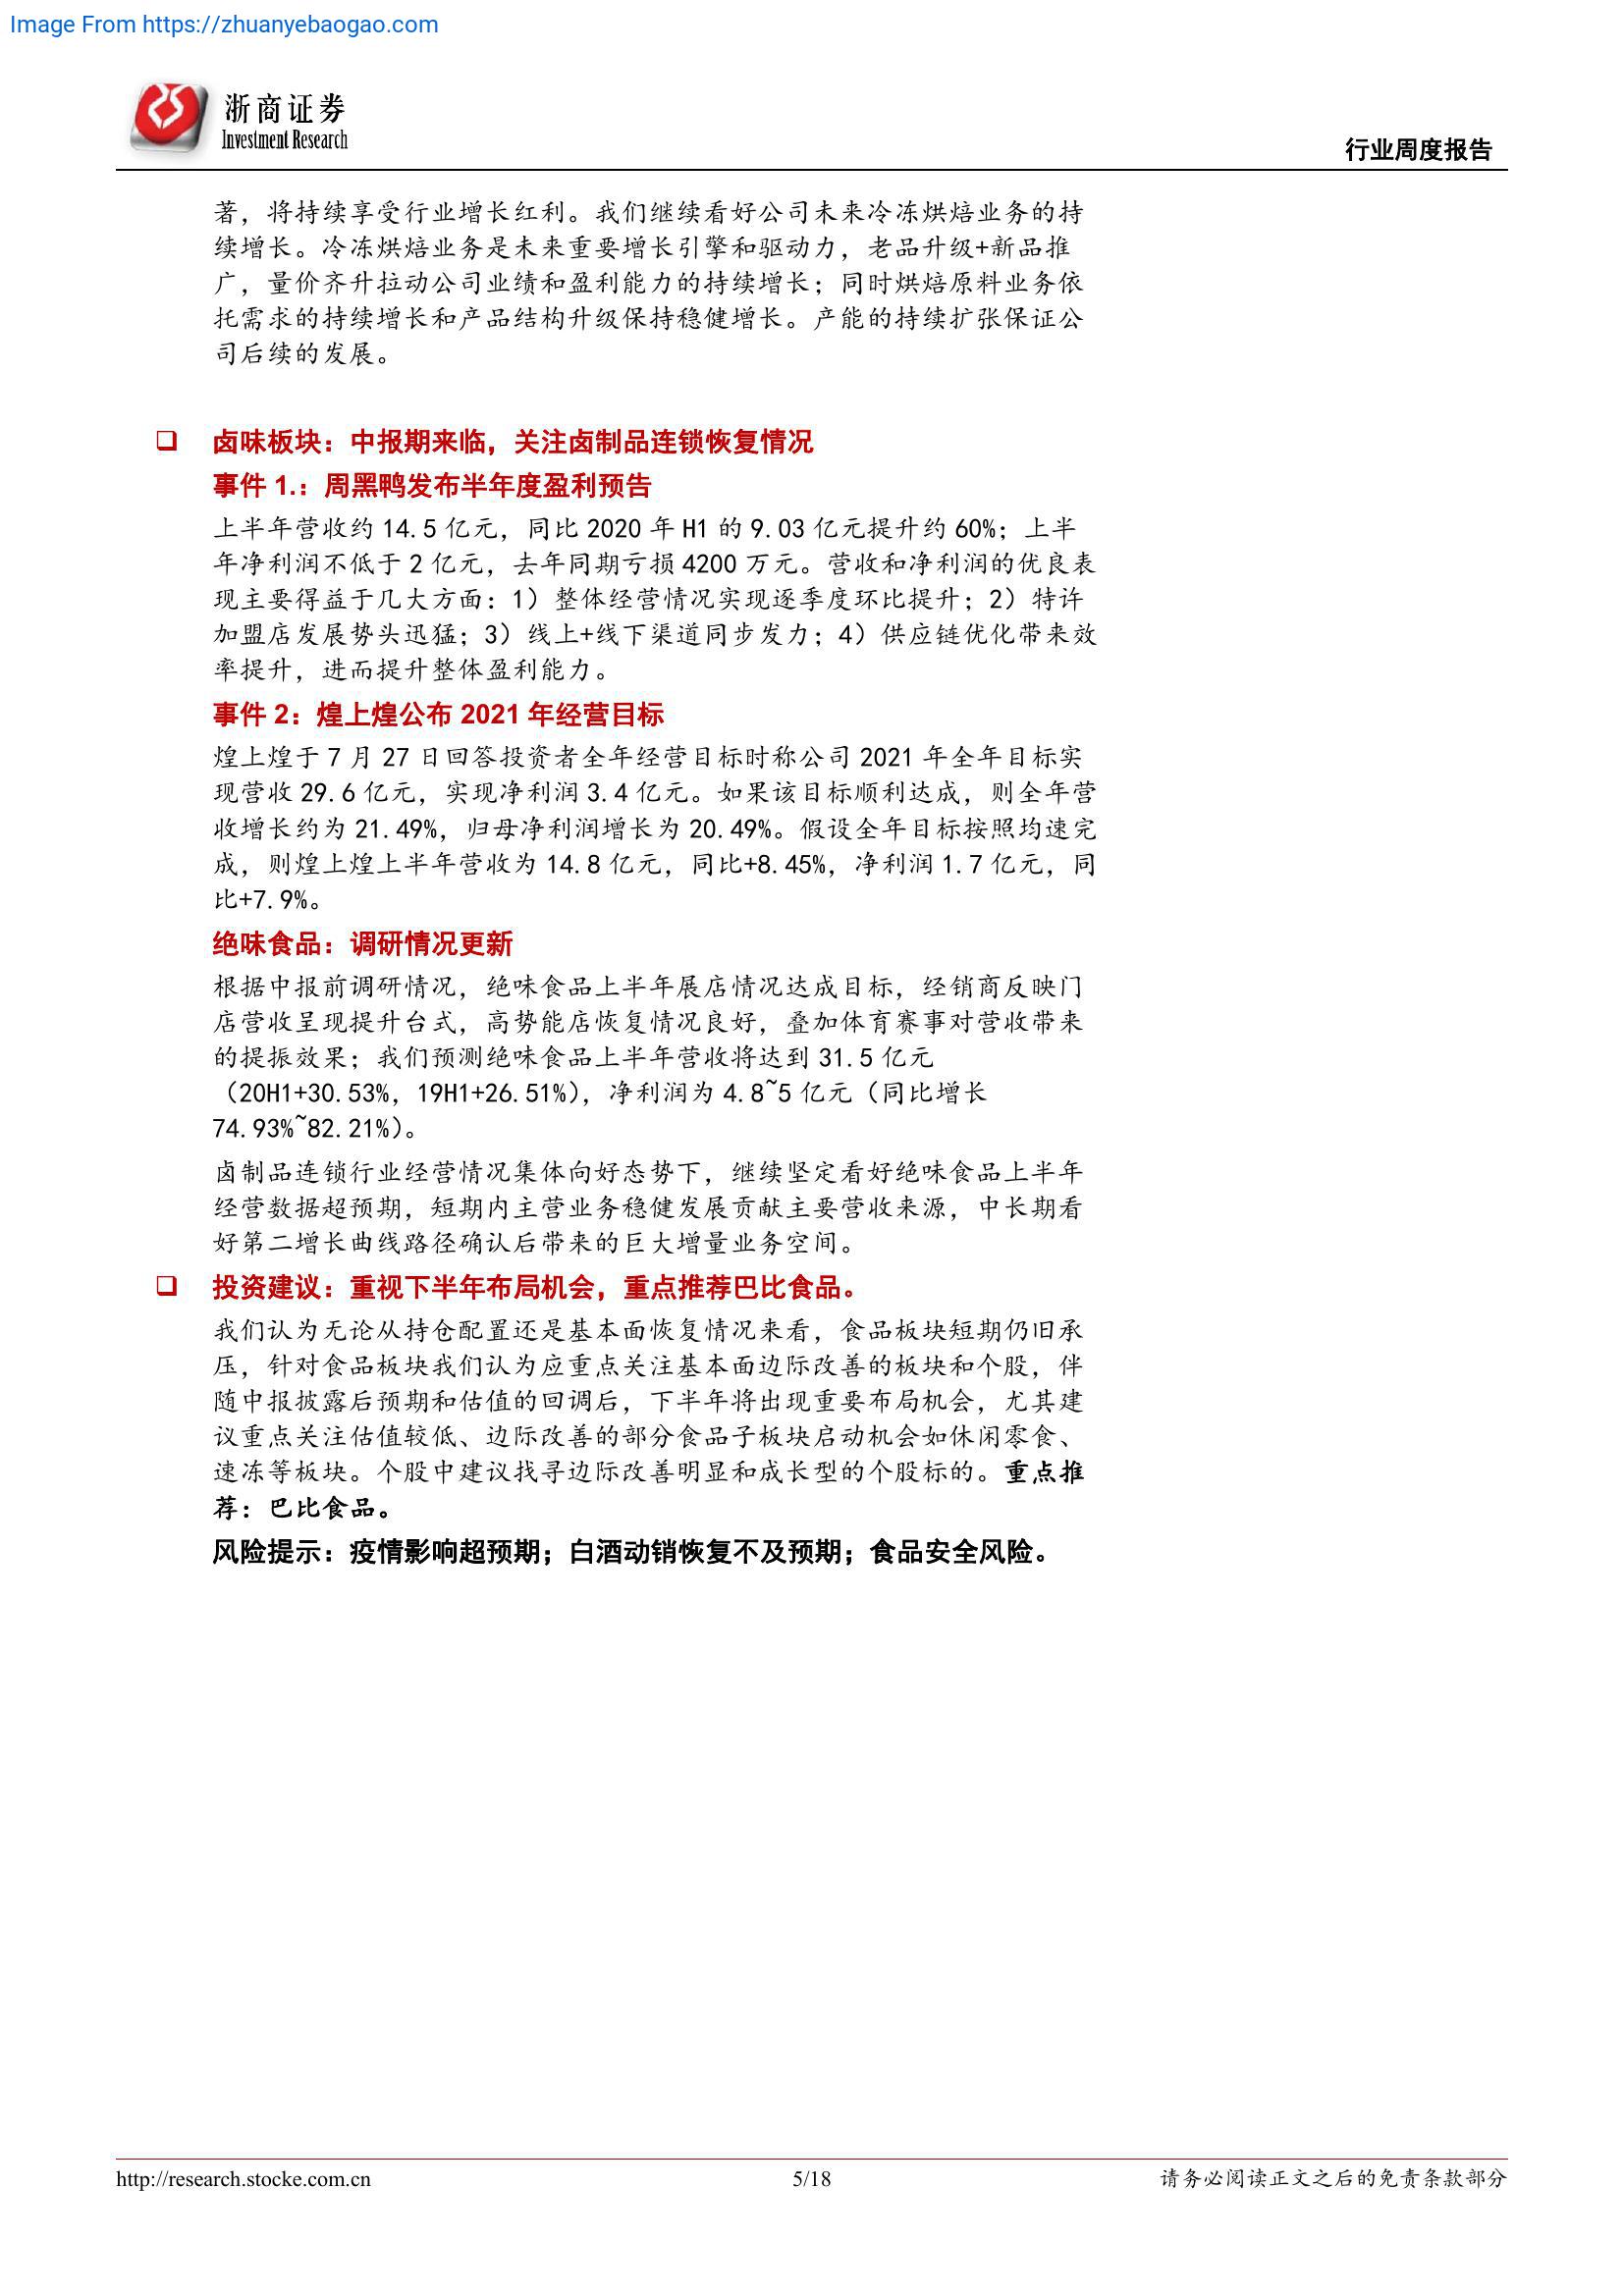 Image From https://zhuanyebaogao.com
浙商证券
Investment Research
行业周度报告
著，将持续享受行业增长红利。我们继续看好公司未来冷冻烘焙业务的持
续增长。冷冻烘焙业务是未来重要增长引擎和驱动力，老品升级+新品推
广，量价齐升拉动公司业绩和盈利能力的持续增长；同时烘焙原料业务依
托需求的持续增长和产品结构升级保持稳健增长。产能的持续扩张保证公
司后续的发展。
❑ 卤味板块：中报期来临，关注卤制品连锁恢复情况
事件 1.：周黑鸭发布半年度盈利预告
上半年营收约 14.5 亿元，同比 2020 年 H1 的 9.03 亿元提升约 60%；上半
年净利润不低于 2 亿元，去年同期亏损 4200 万元。营收和净利润的优良表
现主要得益于几大方面：1）整体经营情况实现逐季度环比提升；2）特许
加盟店发展势头迅猛；3）线上+线下渠道同步发力；4）供应链优化带来效
率提升，进而提升整体盈利能力。
事件 2：煌上煌公布 2021 年经营目标
煌上煌于 7 月 27 日回答投资者全年经营目标时称公司 2021 年全年目标实
现营收 29.6 亿元，实现净利润 3.4 亿元。如果该目标顺利达成，则全年营
收增长约为 21.49%，归母净利润增长为 20.49%。假设全年目标按照均速完
成，则煌上煌上半年营收为 14.8 亿元，同比+8.45%，净利润 1.7 亿元，同
比+7.9%。
绝味食品：调研情况更新
根据中报前调研情况，绝味食品上半年展店情况达成目标，经销商反映门
店营收呈现提升台式，高势能店恢复情况良好，叠加体育赛事对营收带来
的提振效果；我们预测绝味食品上半年营收将达到 31.5 亿元
（20H1+30.53%，19H1+26.51%），净利润为 4.8~5 亿元（同比增长
74.93%~82.21%）。
卤制品连锁行业经营情况集体向好态势下，继续坚定看好绝味食品上半年
经营数据超预期，短期内主营业务稳健发展贡献主要营收来源，中长期看
好第二增长曲线路径确认后带来的巨大增量业务空间。
❑ 投资建议：重视下半年布局机会，重点推荐巴比食品。
我们认为无论从持仓配置还是基本面恢复情况来看，食品板块短期仍旧承
压，针对食品板块我们认为应重点关注基本面边际改善的板块和个股，伴
随中报披露后预期和估值的回调后，下半年将出现重要布局机会，尤其建
议重点关注估值较低、边际改善的部分食品子板块启动机会如休闲零食、
速冻等板块。个股中建议找寻边际改善明显和成长型的个股标的。重点推
荐：巴比食品。
风险提示：疫情影响超预期；白酒动销恢复不及预期；食品安全风险。
http://research.stocke.com.cn
5/18
请务必阅读正文之后的免责条款部分